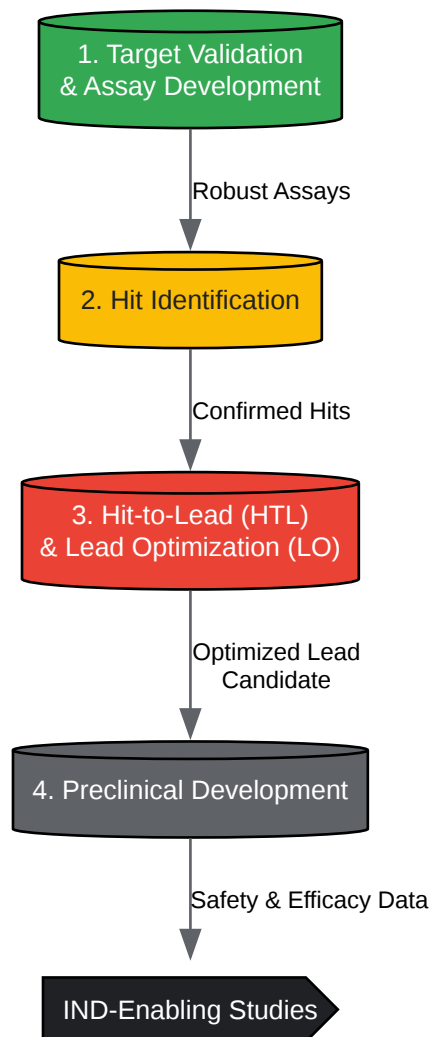 1. Target Validation
& Assay Development
Robust Assays
2. Hit Identification
Confirmed Hits
3. Hit-to-Lead (HTL)
& Lead Optimization (LO)
Optimized Lead
Candidate
4. Preclinical Development
Safety & Efficacy Data
IND-Enabling Studies